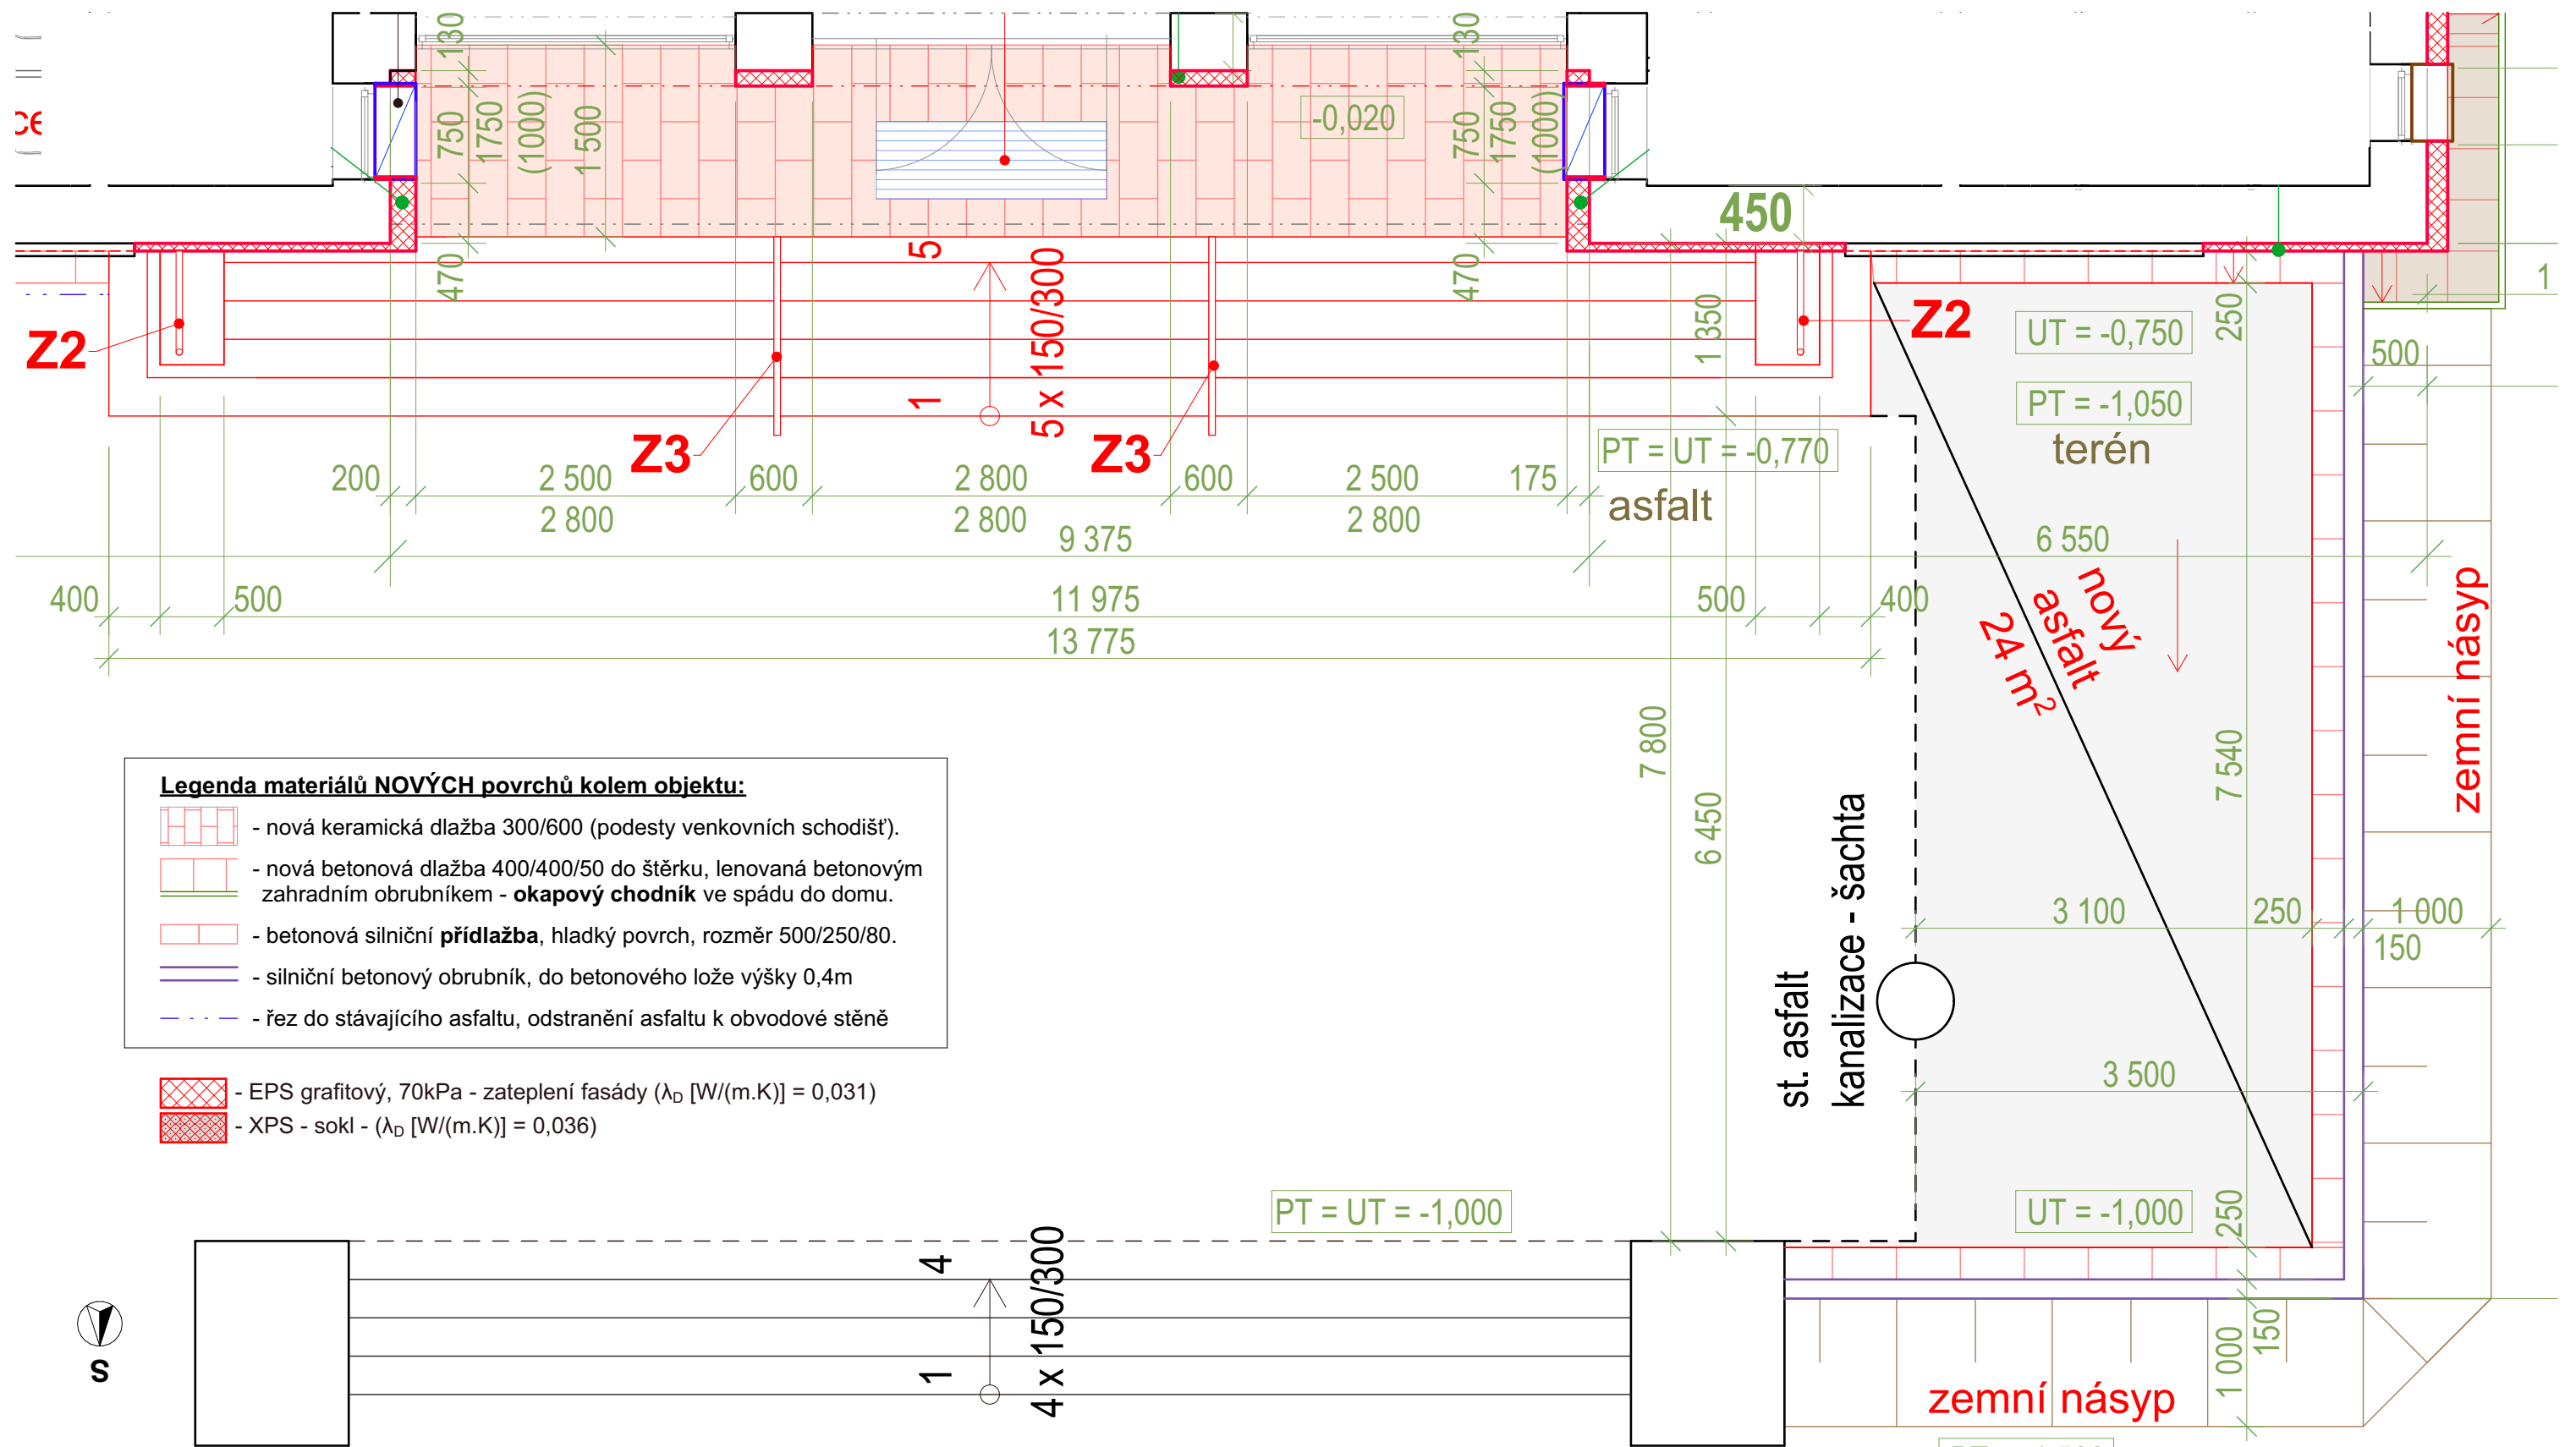 130
130
ce
750
1750
(1000)
1 500
-0,020
750
1750
(1000)
450
470
5
5 x 150/300
1
470
1 350
Z2
Z2
UT = -0,750
250
1
500
PT = -1,050
terén
Z3
Z3
PT = UT = -0,770
asfalt
200
2 500
600
2 800
600
2 500
175
2 800
2 800
2 800
9 375
6 550
400
500
11 975
500
400
13 775
nový
asfalt
24 m²
zemní násyp
7 800
6 450
7 540
Legenda materiálů NOVÝCH povrchů kolem objektu:
- nová keramická dlažba 300/600 (podesty venkovních schodišť).
- nová betonová dlažba 400/400/50 do štěrku, lenovaná betonovým
zahradním obrubníkem - okapový chodník ve spádu do domu.
- betonová silniční přídlažba, hladký povrch, rozměr 500/250/80.
- silniční betonový obrubník, do betonového lože výšky 0,4m
- řez do stávajícího asfaltu, odstranění asfaltu k obvodové stěně
- EPS grafitový, 70kPa - zateplení fasády (λD [W/(m.K)] = 0,031)
- XPS - sokl - (λD [W/(m.K)] = 0,036)
st. asfalt
kanalizace - šachta
3 100
250
1 000
150
3 500
PT = UT = -1,000
UT = -1,000
250
4
1
4 x 150/300
S
1 000
150
zemní násyp